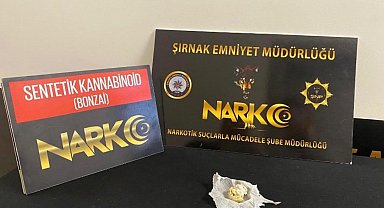 SENTETİK KANNABİNOİD
(BONZAI)
NARKO
ŞIRNAK EMNİYET MÜDÜRLÜĞÜ
NARKO
NARKOTİK SUÇLARLA MÜCADELE ŞUBE MÜDÜRLÜĞÜ